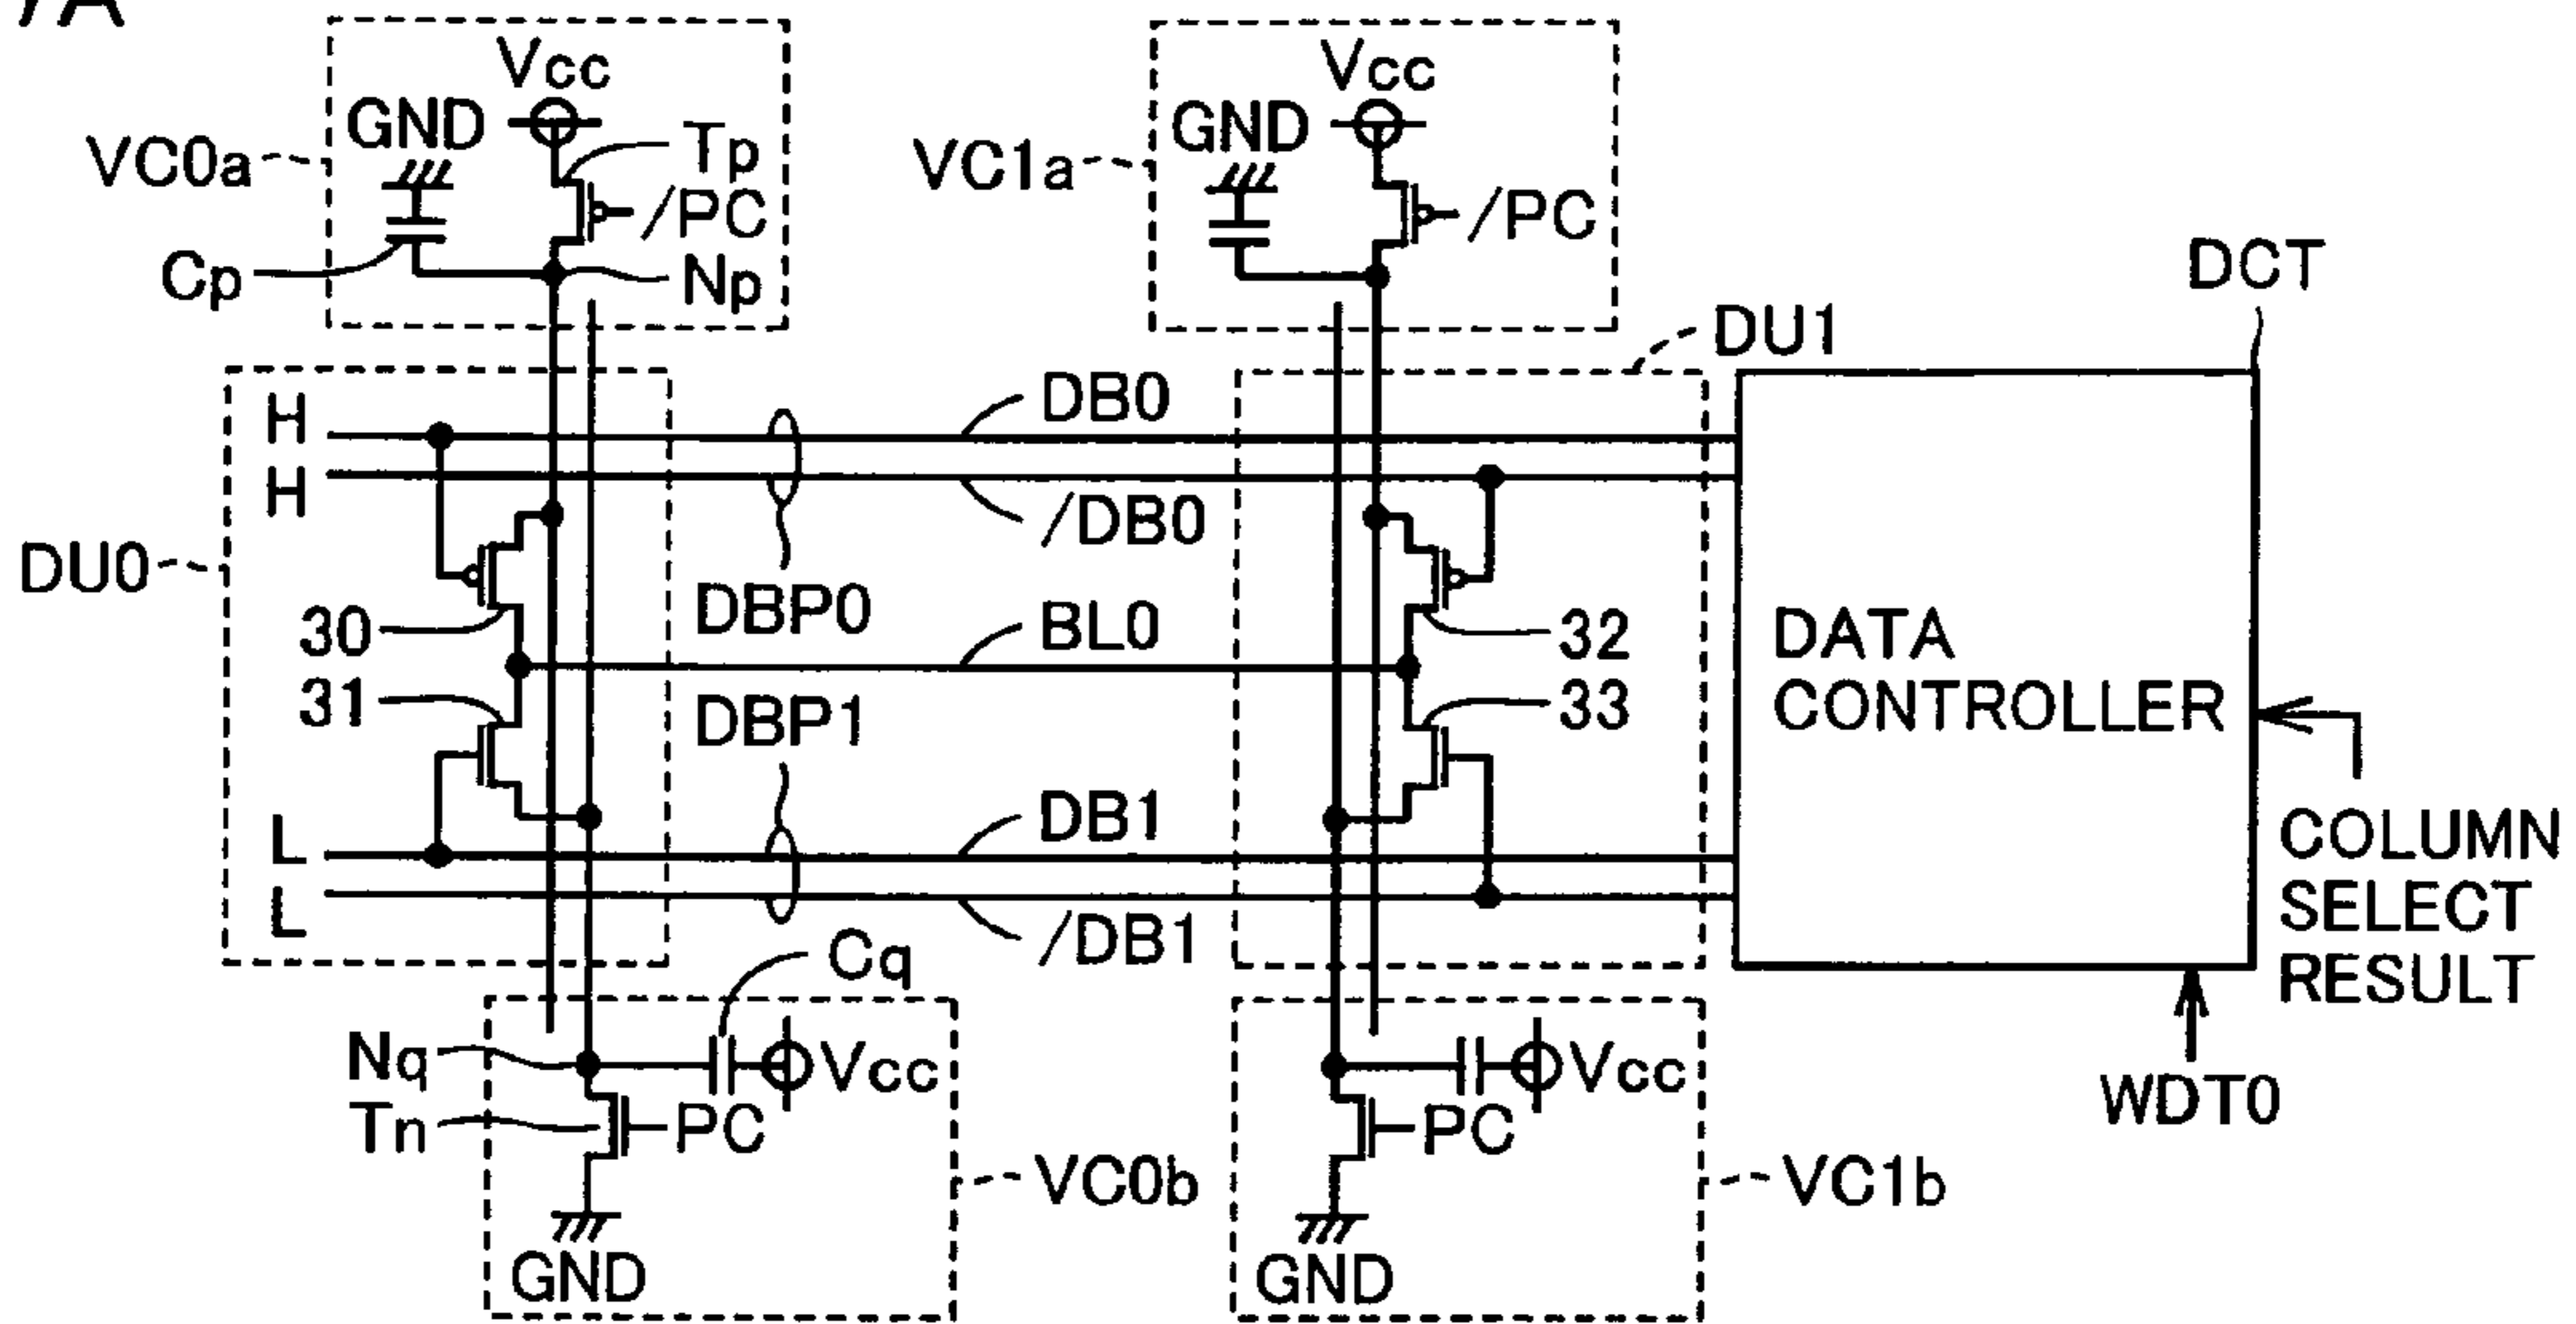 7A
Vcc
GND
Tp
/PC
VC0a
Cp
Np
Vcc
GND
/PC
VC1a
DCT
DU1
H
H
DB0
/DB0
DU0
30
DBP0
BL0
32
31
DBP1
33
DATA
CONTROLLER
L
L
DB1
/DB1
COLUMN
SELECT
RESULT
WDT0
Cq
Nq
Vcc
Tn
PC
VC0b
GND
Vcc
PC
VC1b
GND